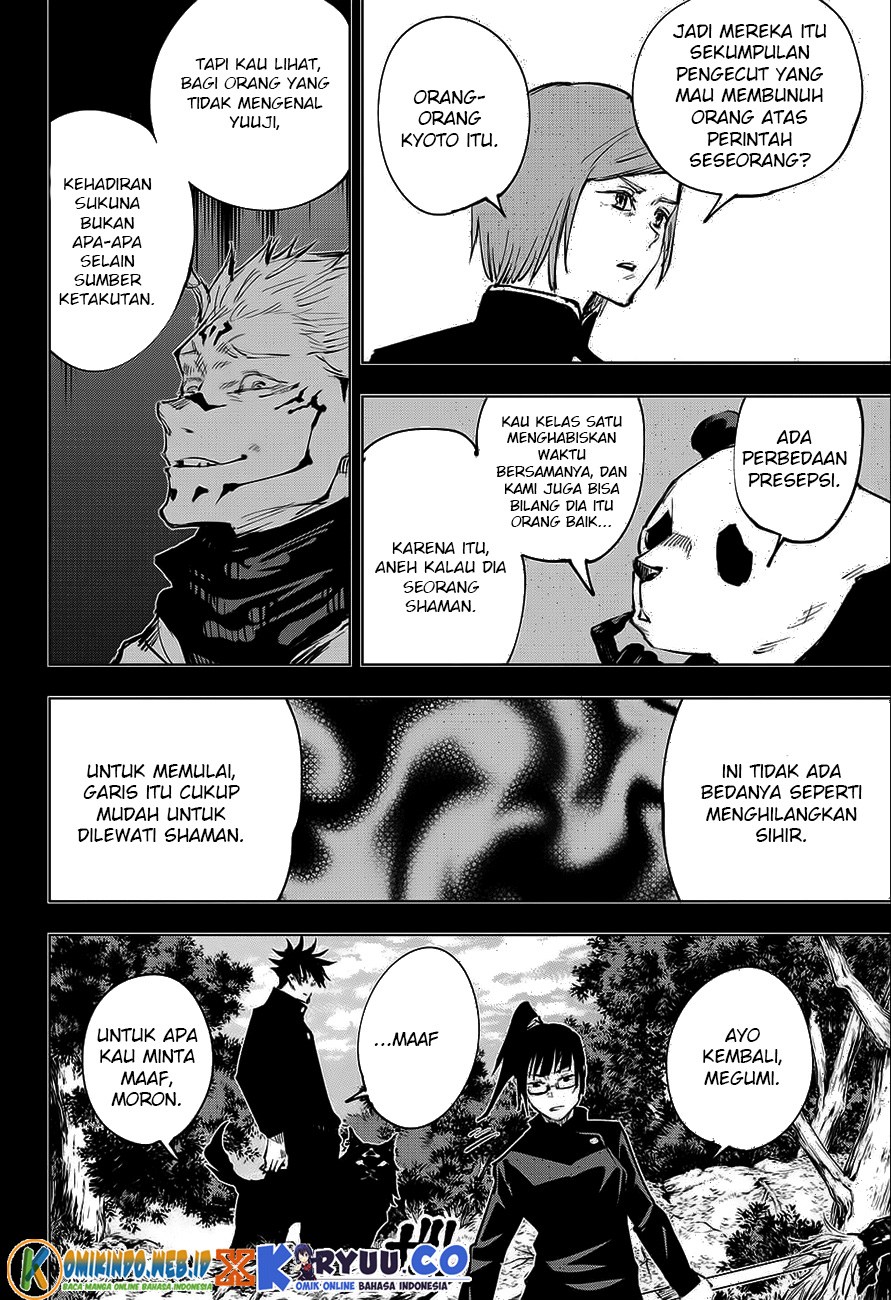 JADI MEREKA ITU
SEKUMPULAN
PENGECUT YANG
MAU MEMBUNUH
ORANG ATAS
PERINTAH
SESEORANG?
ORANG-
ORANG
KYOTO ITU.
TAPI KAU LIHAT,
BAGI ORANG YANG
TIDAK MENGENAL
YUUJI,
KEHADIRAN
SUKUNA
BUKAN
APA-APA
SELAIN
SUMBER
KETAKUTAN.
ADA
PERBEDAAN
PRESEPSI.
KAU KELAS SATU
MENGHABISKAN
WAKTU
BERSAMANYA, DAN
KAMI JUGA BISA
BILANG DIA ITU
ORANG BAIK...
KARENA ITU,
ANEH KALAU DIA
SEORANG
SHAMAN.
INI TIDAK ADA
BEDANYA SEPERTI
MENGHILANGKAN
SIHIR.
UNTUK MEMULAI,
GARIS ITU CUKUP
MUDAH UNTUK
DILEWATI SHAMAN.
AYO
KEMBALI,
MEGUMI.
...MAAF
UNTUK APA
KAU MINTA
MAAF,
MORON.
KOMIKINDO.WEB.ID
BACA MANGA ONLINE BAHASA INDONESIA
KIRYUU.CO
OMIK ONLINE BAHASA INDONESIA